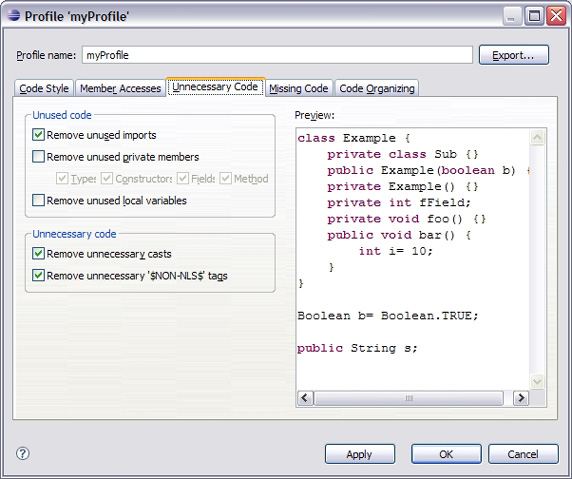 Profile 'myProfile'
Profile name: myProfile Export...
Code Style Member Accesses Unnecessary Code Missing Code Code Organizing
Unused code
Remove unused imports
Remove unused private members
Types Constructors Fields Method
Remove unused local variables
Unnecessary code
Remove unnecessary casts
Remove unnecessary '$NON-NLS$' tags
Preview:
class Example {
private class Sub {}
public Example(boolean b) {
private Example() {}
private int fField;
private void foo() {}
public void bar() {
int i= 10;
}
}
Boolean b= Boolean.TRUE;
public String s;
? Apply OK Cancel